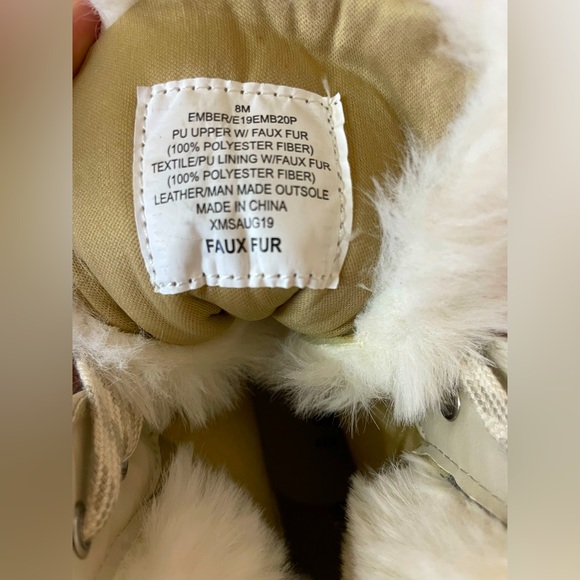 8M
EMBER/E19EMB20P
PU UPPER W/ FAUX FUR
(100% POLYESTER FIBER)
TEXTILE/PU LINING W/FAUX FUR
(100% POLYESTER FIBER)
LEATHER/MAN MADE OUTSOLE
MADE IN CHINA
XMSAUG19
FAUX FUR